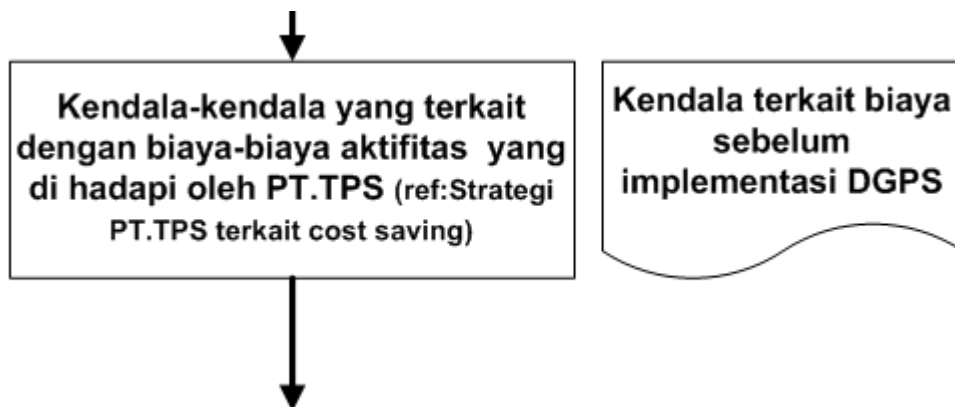 Kendala-kendala yang terkait
dengan biaya-biaya aktifitas yang
di hadapi oleh PT.TPS (ref:Strategi
PT.TPS terkait cost saving)
Kendala terkait biaya
sebelum
implementasi DGPS